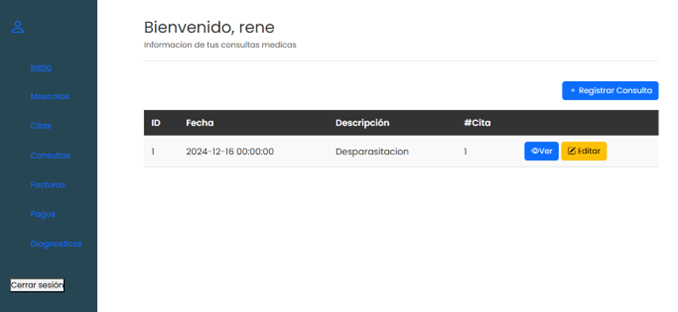 Bienvenido, rene
Informacion de tus consultas medicas
Inicio
Mascotas
Citas
Consultas
Facturas
Pagos
Diagnosticos
Cerrar sesión
+ Registrar Consulta
ID Fecha Descripción #Cita
1 2024-12-16 00:00:00 Desparasitacion 1 Ver Editar